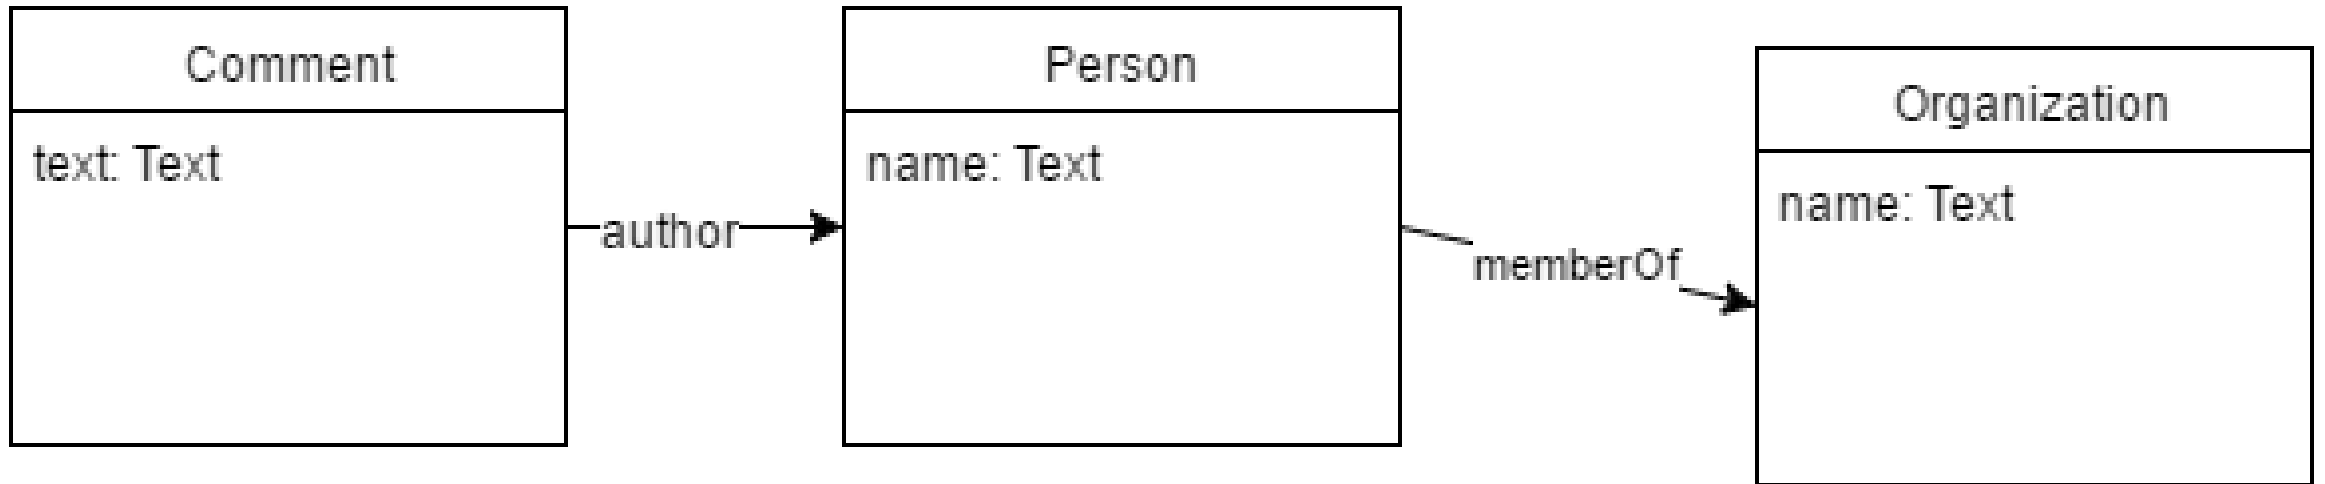 Comment
text: Text
author
Person
name: Text
memberOf
Organization
name: Text